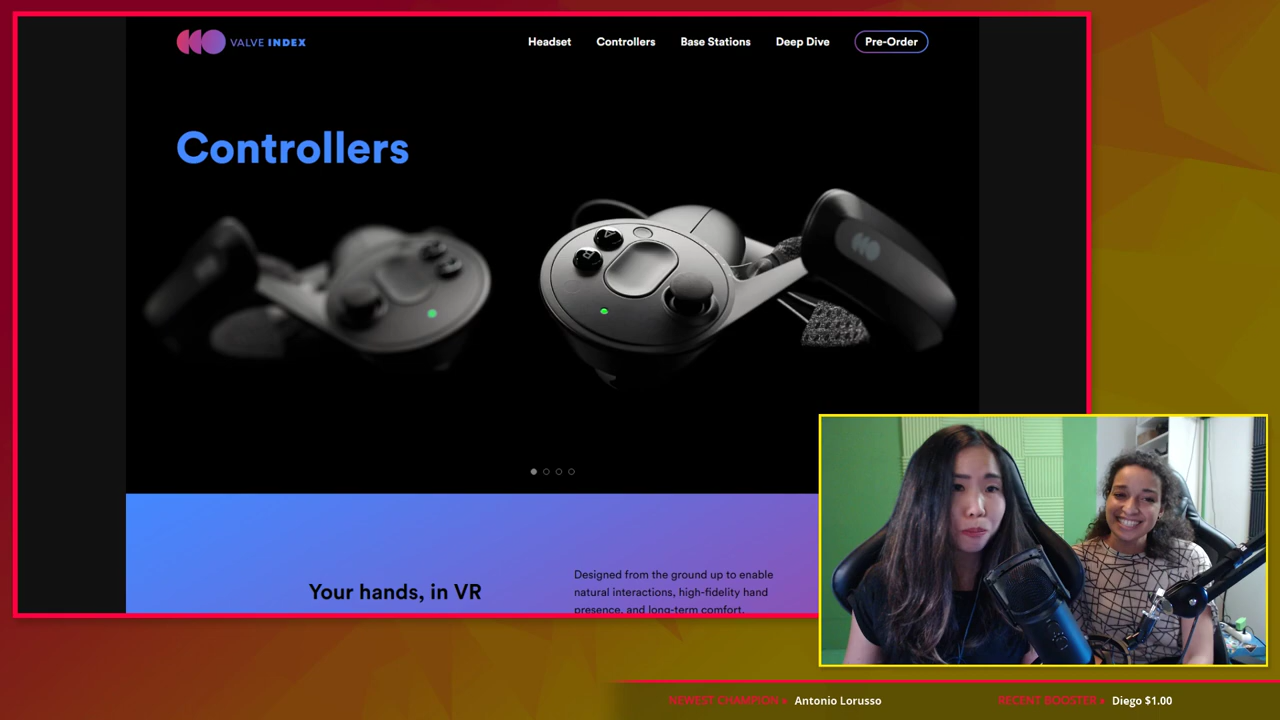 VALVE INDEX
Headset
Controllers
Base Stations
Deep Dive
Pre-Order
Controllers
Your hands, in VR
Designed from the ground up to enable
natural interactions, high-fidelity hand
presence, and long-term comfort.
NEWEST CHAMPION » Antonio Lorusso
RECENT BOOSTER » Diego $1.00